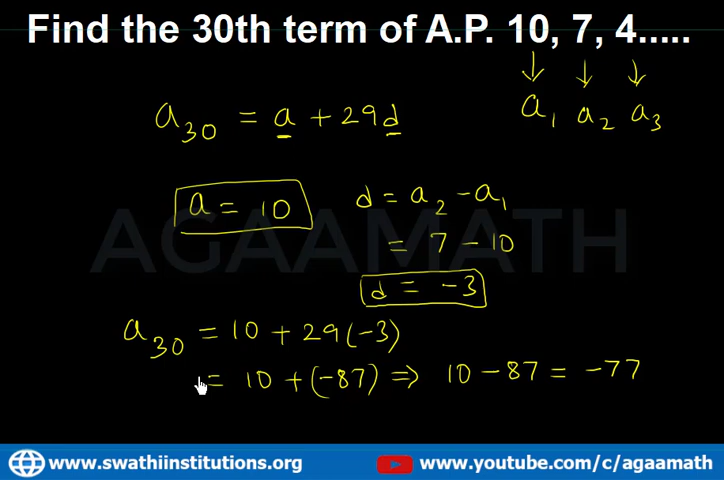 Find the 30th term of A.P. 10, 7, 4.....
↓ ↓ ↓
a₁ a₂ a₃
a₃₀ = a + 29d
a = 10
d = a₂ - a₁
= 7 - 10
d = -3
AGAAMATH
a₃₀ = 10 + 29(-3)
= 10 + (-87) ⇒ 10 - 87 = -77
www.swathiinstitutions.org
www.youtube.com/c/agaamath